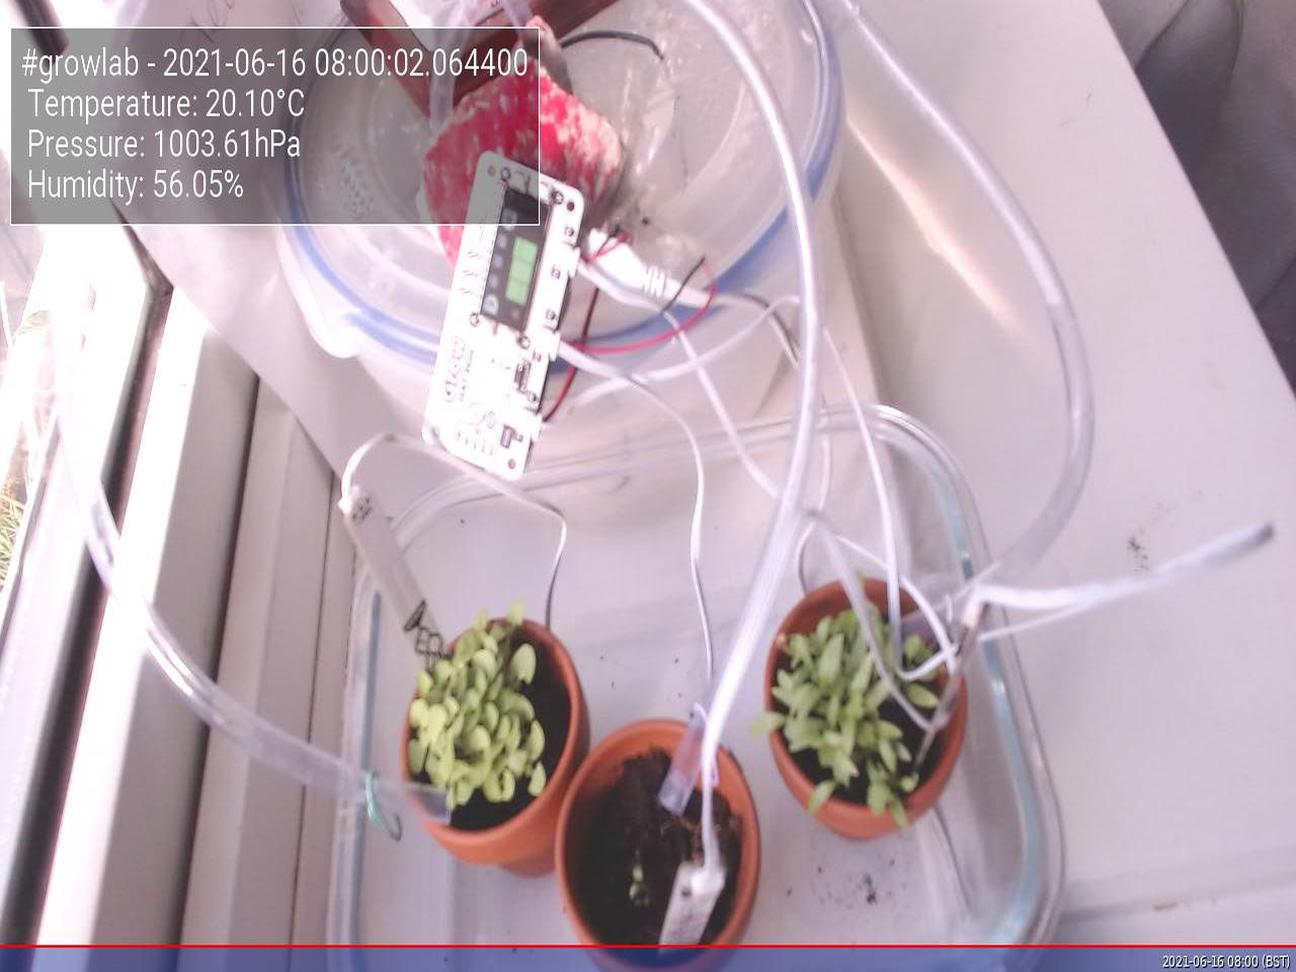 #growlab - 2021-06-16 08:00:02.064400
Temperature: 20.10°C
Pressure: 1003.61hPa
Humidity: 56.05%
2021-06-16 08:00 (BST)